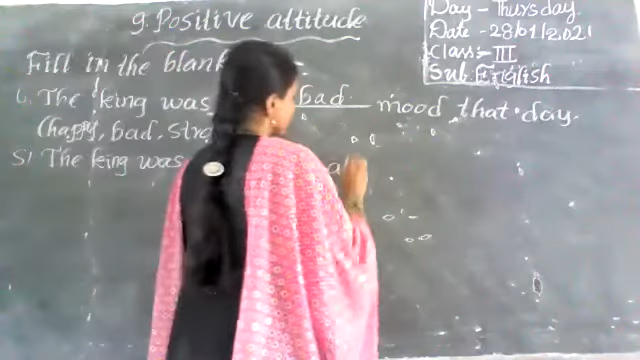 9. Positive attitude
Day - Thursday
Date - 28/01/2021
Class:- III
Sub: English
Fill in the blank
The king was bad mood that day.
(happy, bad,
5) The king was a